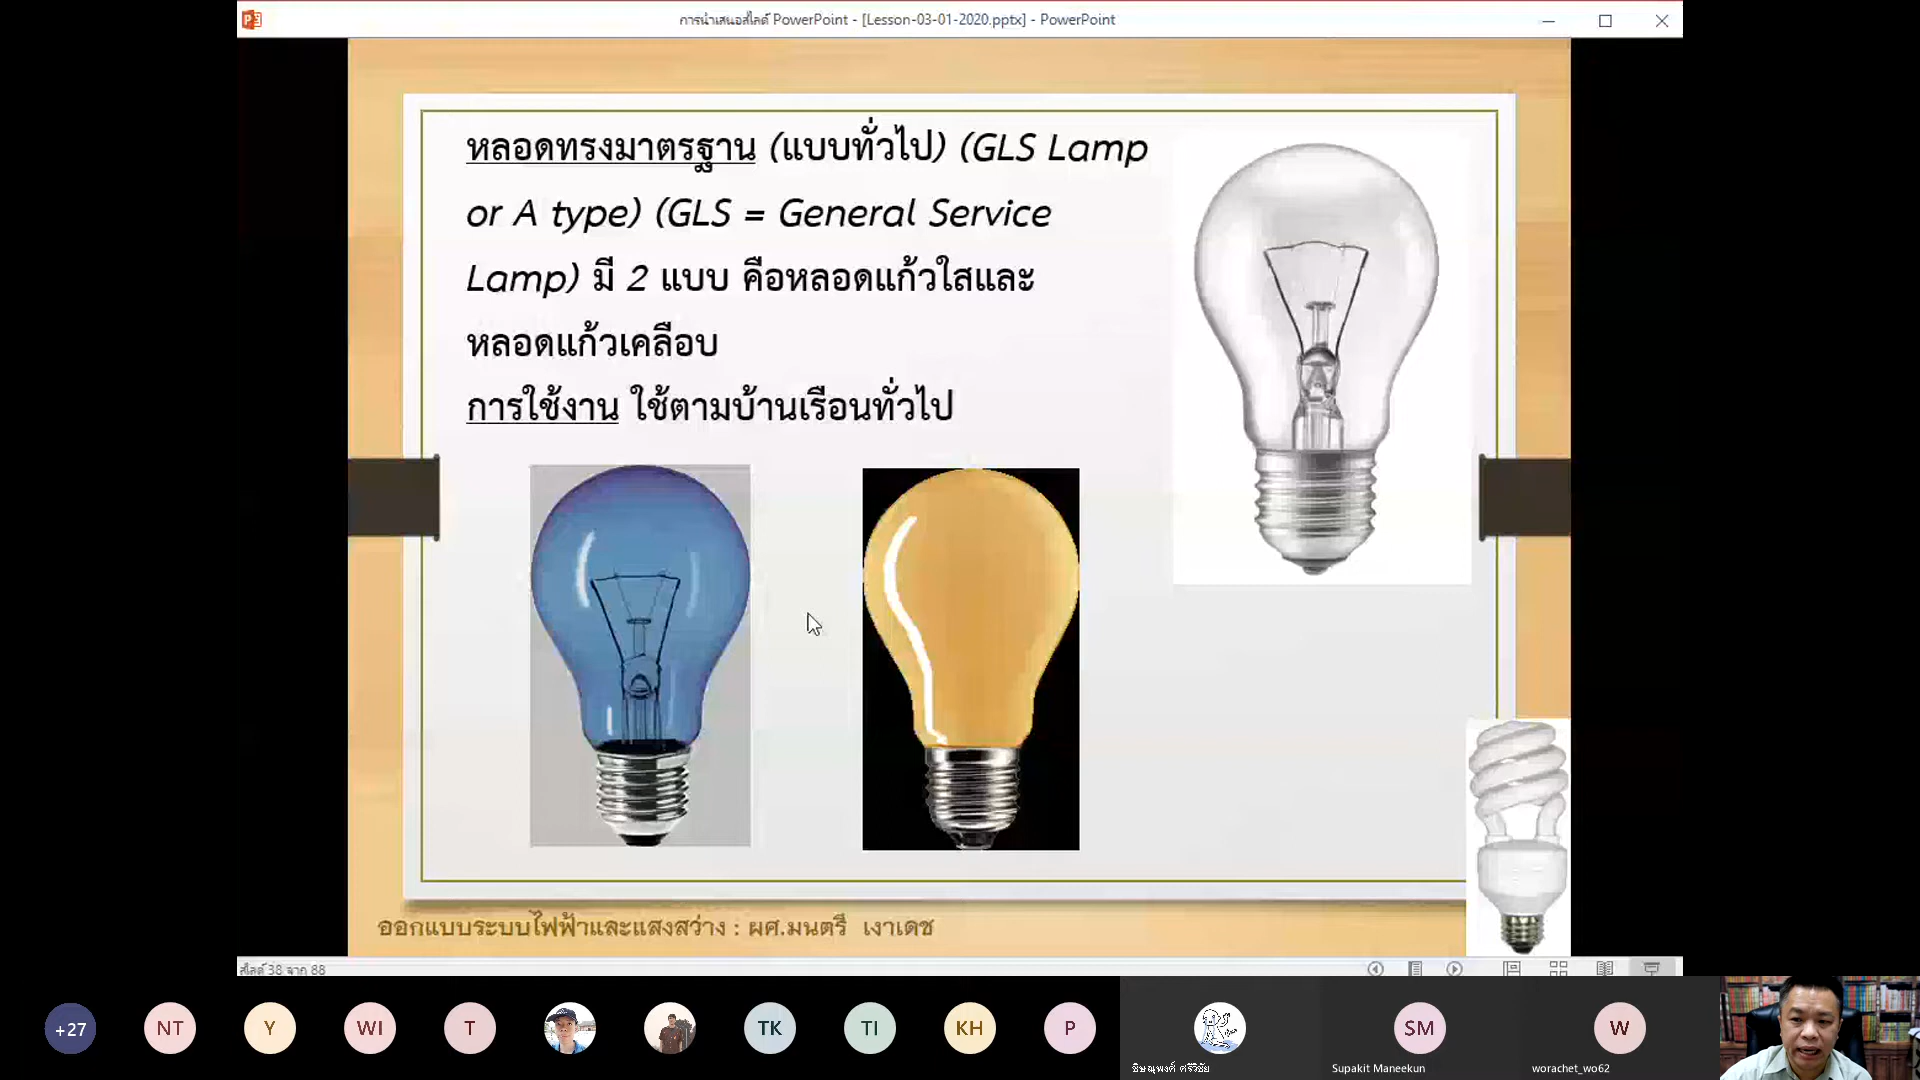 การนำเสนอสไลด์ PowerPoint - [Lesson-03-01-2020.pptx] - PowerPoint
หลอดทรงมาตรฐาน (แบบทั่วไป) (GLS Lamp
or A type) (GLS = General Service
Lamp) มี 2 แบบ คือหลอดแก้วใสและ
หลอดแก้วเคลือบ
การใช้งาน ใช้ตามบ้านเรือนทั่วไป
ออกแบบระบบไฟฟ้าและแสงสว่าง : ผศ.มนตรี เงาเดช
สไลด์ 38 จาก 88
+27
NT
Y
WI
T
TK
TI
KH
P
SM
W
Supakit Maneekun
worachet_wo62